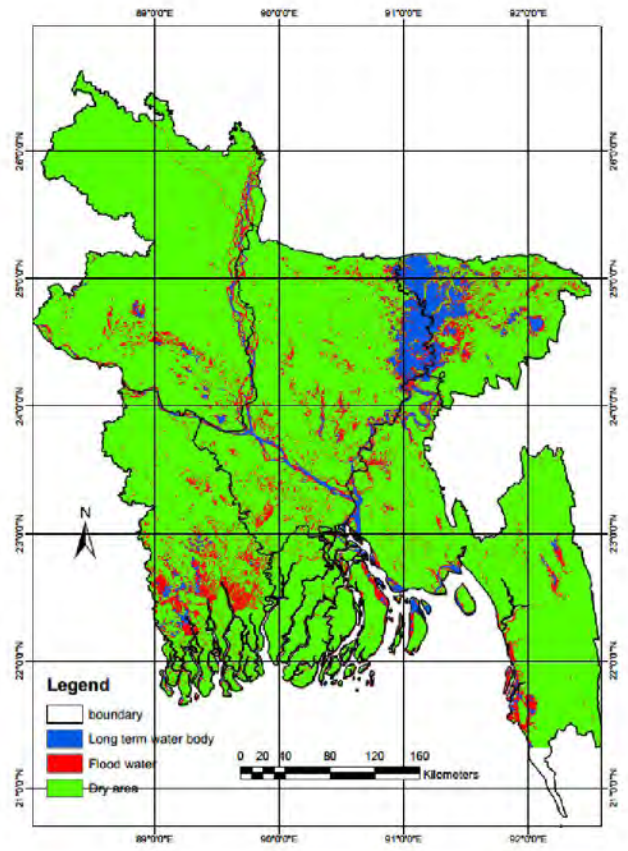 89°0'0"E 90°0'0"E 91°0'0"E 92°0'0"E
26°0'0"N 26°0'0"N
25°0'0"N 25°0'0"N
24°0'0"N 24°0'0"N
N
23°0'0"N 23°0'0"N
22°0'0"N 22°0'0"N
Legend
boundary
Long term water body
Flood water
Dry area
0 20 40 80 120 160
Kilometers
21°0'0"N 21°0'0"N
89°0'0"E 90°0'0"E 91°0'0"E 92°0'0"E